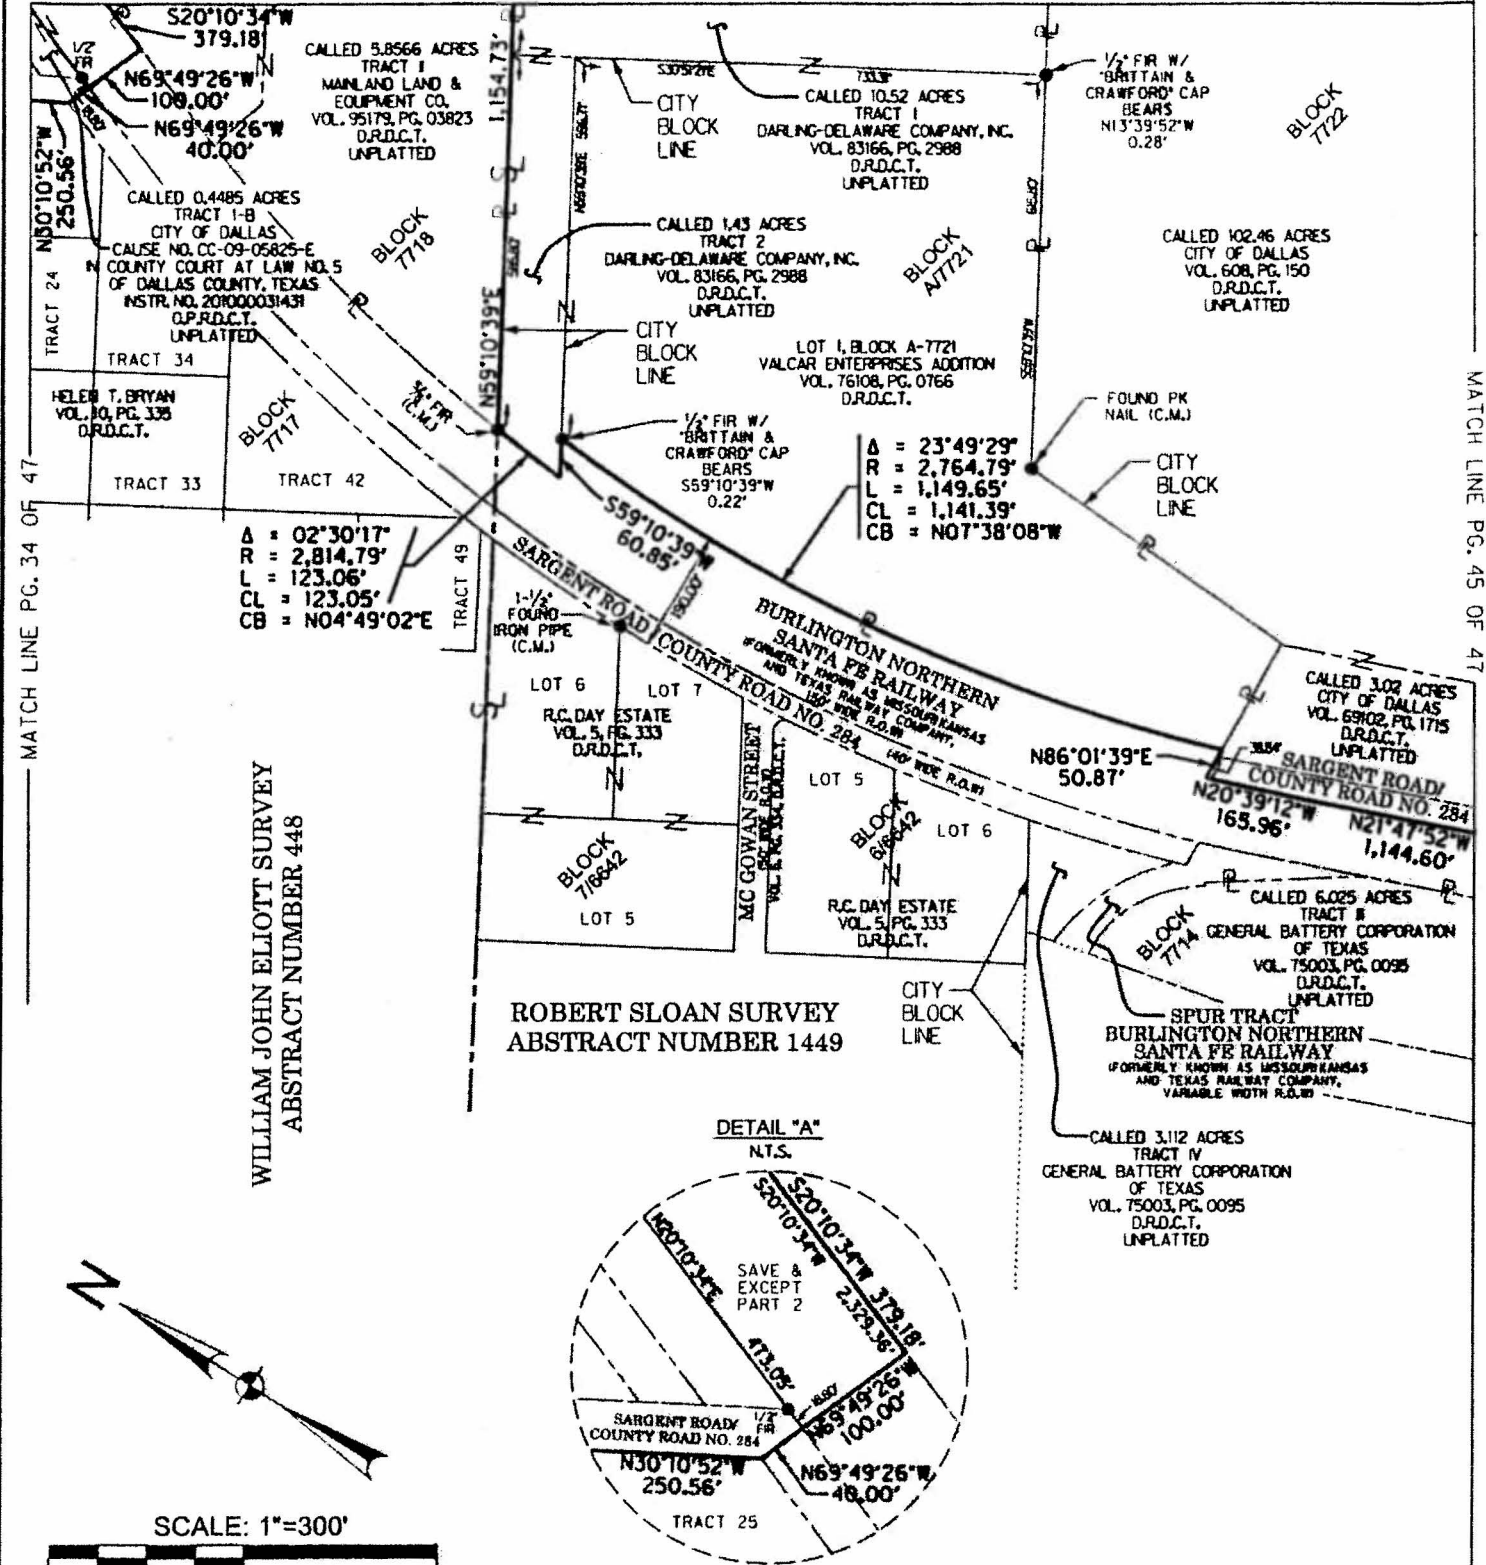 S20°10'34"W
379.18'
1/2"
FIR
N69°49'26"W
100.00'
N69°49'26"W
40.00'
18.80'
N30°10'52"W
250.56'
CALLED 5.8566 ACRES
TRACT II
MAINLAND LAND &
EQUIPMENT CO.
VOL. 95179, PG. 03823
D.R.D.C.T.
UNPLATTED
1,154.73'
CITY
BLOCK
LINE
CALLED 10.52 ACRES
TRACT 1
DARLING-DELAWARE COMPANY, INC.
VOL. 83166, PG. 2988
D.R.D.C.T.
UNPLATTED
1/2" FIR W/
"BRITTAIN &
CRAWFORD" CAP
BEARS
N13°39'52"W
0.28'
BLOCK
7722
CALLED 0.4485 ACRES
TRACT 1-B
CITY OF DALLAS
CAUSE NO. CC-09-05825-E
IN COUNTY COURT AT LAW NO. 5
OF DALLAS COUNTY, TEXAS
INSTR. NO. 201000031431
O.P.R.D.C.T.
UNPLATTED
BLOCK
7718
CALLED 1.43 ACRES
TRACT 2
DARLING-DELAWARE COMPANY, INC.
VOL. 83166, PG. 2988
D.R.D.C.T.
UNPLATTED
BLOCK
A/7721
CALLED 102.46 ACRES
CITY OF DALLAS
VOL. 608, PG. 150
D.R.D.C.T.
UNPLATTED
TRACT 24
TRACT 34
N59°10'39"E
CITY
BLOCK
LINE
LOT 1, BLOCK A-7721
VALCAR ENTERPRISES ADDITION
VOL. 76108, PG. 0766
D.R.D.C.T.
HELEN T. BRYAN
VOL. 10, PG. 335
D.R.D.C.T.
BLOCK
7717
5/8" FIR
(C.M.)
1/2" FIR W/
"BRITTAIN &
CRAWFORD" CAP
BEARS
S59°10'39"W
0.22'
FOUND PK
NAIL (C.M.)
CITY
BLOCK
LINE
Δ = 23°49'29"
R = 2,764.79'
L = 1,149.65'
CL = 1,141.39'
CB = N07°38'08"W
MATCH LINE PG. 34 OF 47
MATCH LINE PG. 45 OF 47
TRACT 33
TRACT 42
Δ = 02°30'17"
R = 2,814.79'
L = 123.06'
CL = 123.05'
CB = N04°49'02"E
TRACT 49
S59°10'39"W
60.85'
190.00'
SARGENT ROAD/COUNTY ROAD NO. 284
(40' WIDE R.O.W)
1-1/2"
FOUND
IRON PIPE
(C.M.)
BURLINGTON NORTHERN
SANTA FE RAILWAY
(FORMERLY KNOWN AS MISSOURI KANSAS
AND TEXAS RAILWAY COMPANY,
150' WIDE R.O.W)
LOT 6
LOT 7
R.C. DAY ESTATE
VOL. 5, PG. 333
D.R.D.C.T.
CALLED 3.02 ACRES
CITY OF DALLAS
VOL. 69102, PG. 1715
D.R.D.C.T.
UNPLATTED
N86°01'39"E
50.87'
SARGENT ROAD/
COUNTY ROAD NO. 284
N20°39'12"W
165.96'
N21°47'52"W
1,144.60'
MC GOWAN STREET
LOT 5
BLOCK
6/6642
LOT 6
BLOCK
7/6642
LOT 5
R.C. DAY ESTATE
VOL. 5, PG. 333
D.R.D.C.T.
BLOCK
7714
CALLED 6.025 ACRES
TRACT III
GENERAL BATTERY CORPORATION
OF TEXAS
VOL. 75003, PG. 0095
D.R.D.C.T.
UNPLATTED
WILLIAM JOHN ELIOTT SURVEY
ABSTRACT NUMBER 448
ROBERT SLOAN SURVEY
ABSTRACT NUMBER 1449
CITY
BLOCK
LINE
SPUR TRACT
BURLINGTON NORTHERN
SANTA FE RAILWAY
(FORMERLY KNOWN AS MISSOURI KANSAS
AND TEXAS RAILWAY COMPANY,
VARIABLE WIDTH R.O.W)
CALLED 3.112 ACRES
TRACT IV
GENERAL BATTERY CORPORATION
OF TEXAS
VOL. 75003, PG. 0095
D.R.D.C.T.
UNPLATTED
DETAIL "A"
N.T.S.
S20°10'34"W 379.18'
S20°10'34"W 2,329.36'
N20°10'34"E 473.05'
SAVE &
EXCEPT
PART 2
18.80'
1/2"
FIR
N69°49'26"W
100.00'
SARGENT ROAD/
COUNTY ROAD NO. 284
N30°10'52"W
250.56'
N69°49'26"W
40.00'
TRACT 25
N
SCALE: 1"=300'